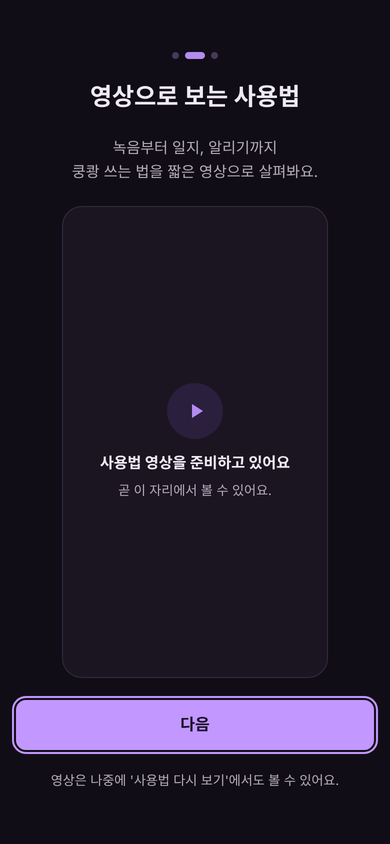 영상으로 보는 사용법
녹음부터 일지, 알리기까지
쿵쾅 쓰는 법을 짧은 영상으로 살펴봐요.
사용법 영상을 준비하고 있어요
곧 이 자리에서 볼 수 있어요.
다음
영상은 나중에 '사용법 다시 보기'에서도 볼 수 있어요.